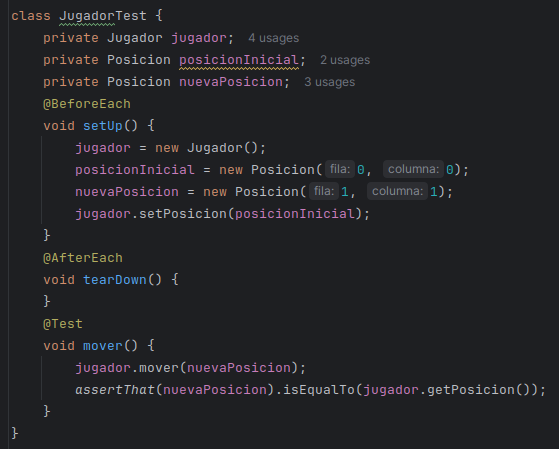 class JugadorTest {
    private Jugador jugador;  4 usages
    private Posicion posicionInicial;  2 usages
    private Posicion nuevaPosicion;  3 usages
    @BeforeEach
    void setUp() {
        jugador = new Jugador();
        posicionInicial = new Posicion( fila: 0,  columna: 0);
        nuevaPosicion = new Posicion( fila: 1,  columna: 1);
        jugador.setPosicion(posicionInicial);
    }
    @AfterEach
    void tearDown() {
    }
    @Test
    void mover() {
        jugador.mover(nuevaPosicion);
        assertThat(nuevaPosicion).isEqualTo(jugador.getPosicion());
    }
}